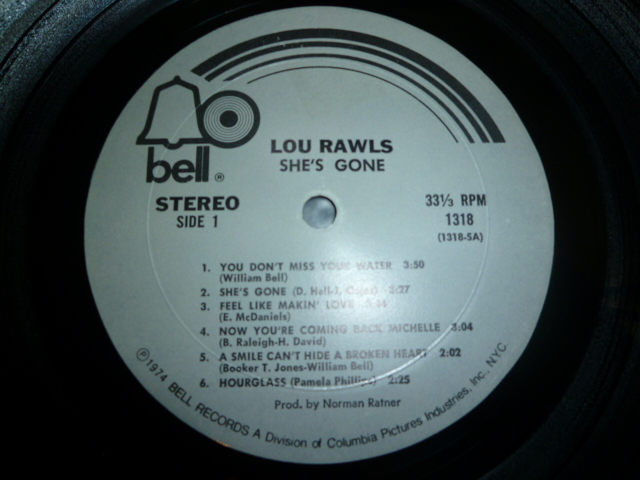 bell®
LOU RAWLS
SHE'S GONE
STEREO
SIDE 1
33⅓ RPM
1318
(1318-SA)
1. YOU DON'T MISS YOUR WATER 3:50
(William Bell)
2. SHE'S GONE (D. Hall-J. 3:27
3. FEEL LIKE MAKIN' LOVE
(E. McDaniels)
4. NOW YOU'RE COMING BACK MICHELLE 3:04
(B. Raleigh-H. David)
5. A SMILE CAN'T HIDE A BROKEN HEART 2:02
(Booker T. Jones-William Bell)
6. HOURGLASS (Pamela Phillips) 2:25
Prod. by Norman Ratner
℗1974 BELL RECORDS A Division of Columbia Pictures Industries, Inc., NYC.